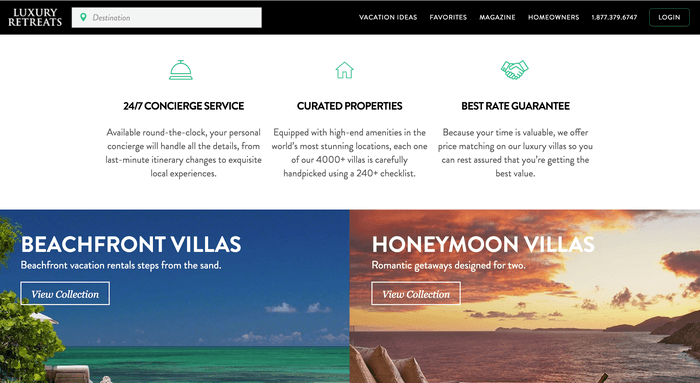 LUXURY
RETREATS
Destination
VACATION IDEAS
FAVORITES
MAGAZINE
HOMEOWNERS
1.877.379.6747
LOGIN
24/7 CONCIERGE SERVICE
Available round-the-clock, your personal
concierge will handle all the details, from
last-minute itinerary changes to exquisite
local experiences.
CURATED PROPERTIES
Equipped with high-end amenities in the
world's most stunning locations, each one
of our 4000+ villas is carefully
handpicked using a 240+ checklist.
BEST RATE GUARANTEE
Because your time is valuable, we offer
price matching on our luxury villas so you
can rest assured that you're getting the
best value.
BEACHFRONT VILLAS
Beachfront vacation rentals steps from the sand.
View Collection
HONEYMOON VILLAS
Romantic getaways designed for two.
View Collection